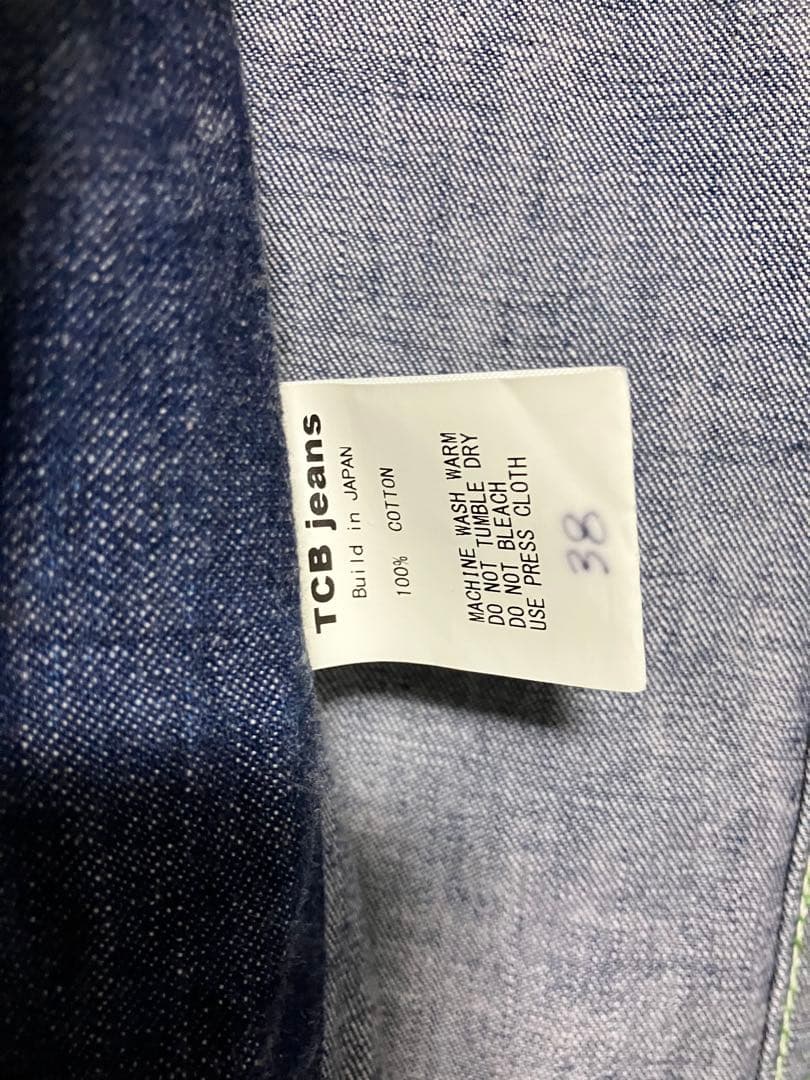 TCB jeans
Build in JAPAN
100% COTTON
MACHINE WASH WARM
DO NOT TUMBLE DRY
DO NOT BLEACH
USE PRESS CLOTH
38